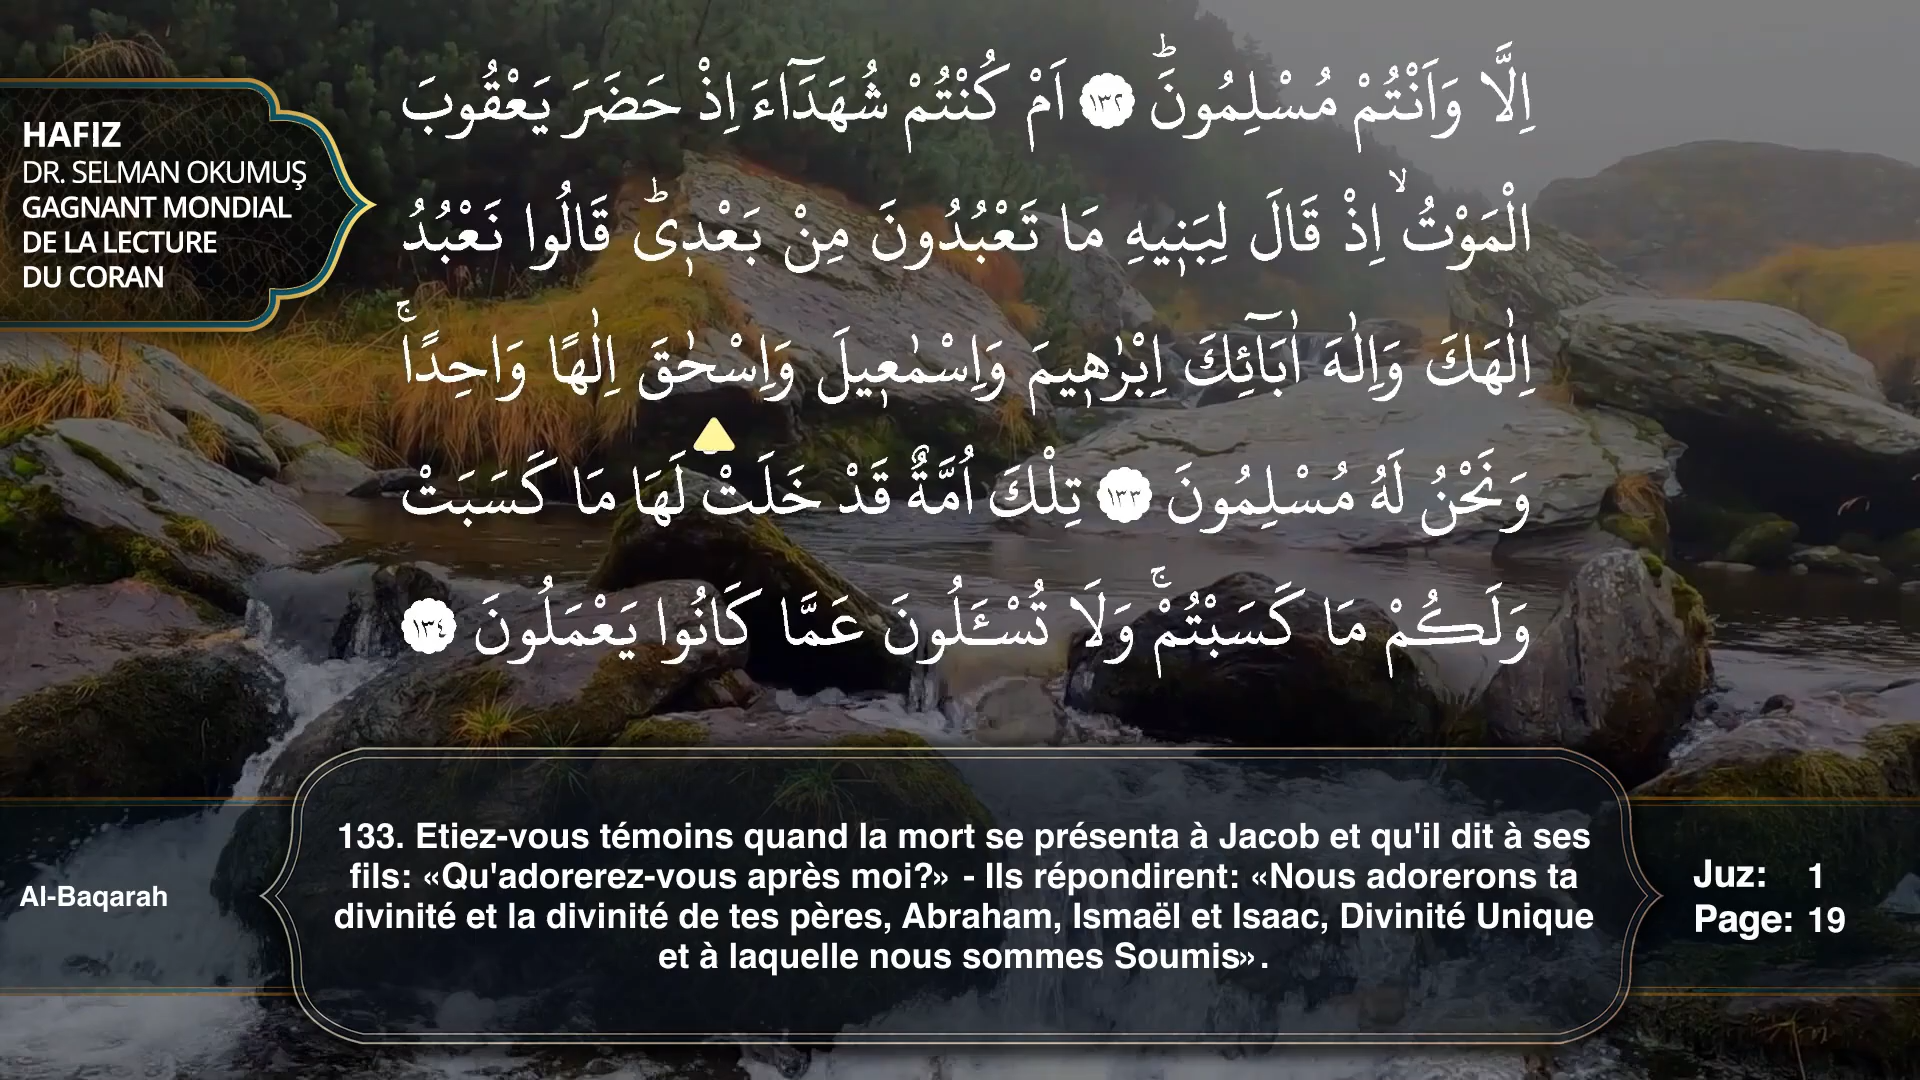 HAFIZ
DR. SELMAN OKUMUŞ
GAGNANT MONDIAL
DE LA LECTURE
DU CORAN
اِلَّا وَاَنْتُمْ مُسْلِمُونَۜ ﴿١٣٢﴾ اَمْ كُنْتُمْ شُهَدَٓاءَ اِذْ حَضَرَ يَعْقُوبَ
الْمَوْتُۙ اِذْ قَالَ لِبَن۪يهِ مَا تَعْبُدُونَ مِنْ بَعْد۪يۜ قَالُوا نَعْبُدُ
اِلٰهَكَ وَاِلٰهَ اٰبَٓائِكَ اِبْرٰه۪يمَ وَاِسْمٰع۪يلَ وَاِسْحٰقَ اِلٰهًا وَاحِدًاۚ
وَنَحْنُ لَهُ مُسْلِمُونَ ﴿١٣٣﴾ تِلْكَ اُمَّةٌ قَدْ خَلَتْۚ لَهَا مَا كَسَبَتْ
وَلَكُمْ مَا كَسَبْتُمْۚ وَلَا تُسْـَٔلُونَ عَمَّا كَانُوا يَعْمَلُونَ ﴿١٣٤﴾
133. Etiez-vous témoins quand la mort se présenta à Jacob et qu'il dit à ses
fils: «Qu'adorerez-vous après moi?» - Ils répondirent: «Nous adorerons ta
divinité et la divinité de tes pères, Abraham, Ismaël et Isaac, Divinité Unique
et à laquelle nous sommes Soumis».
Al-Baqarah
Juz: 1
Page: 19